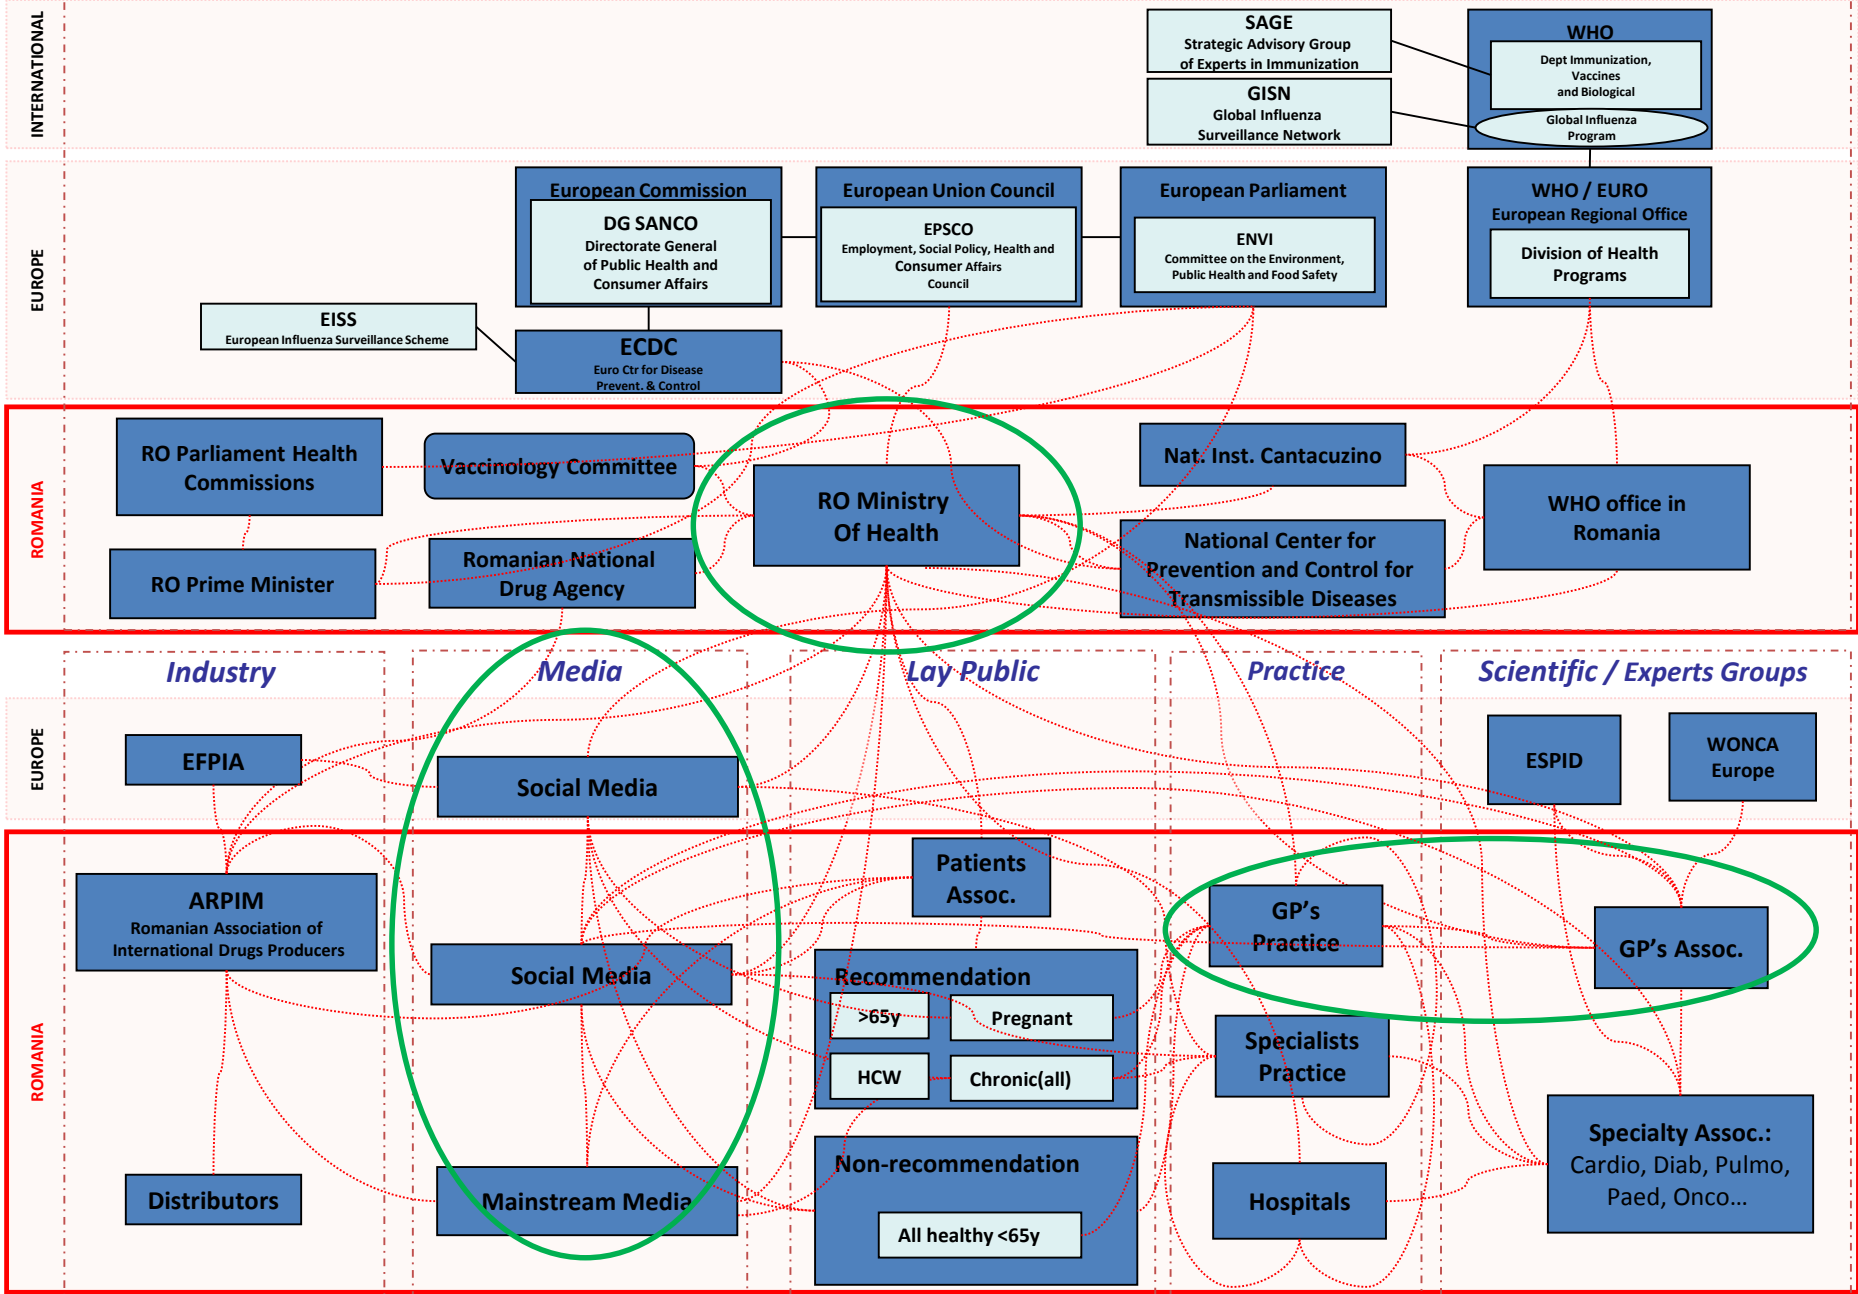 INTERNATIONAL
SAGE
Strategic Advisory Group
of Experts in Immunization
GISN
Global Influenza
Surveillance Network
WHO
Dept Immunization,
Vaccines
and Biological
Global Influenza
Program
EUROPE
European Commission
DG SANCO
Directorate General
of Public Health and
Consumer Affairs
European Union Council
EPSCO
Employment, Social Policy, Health and
Consumer Affairs
Council
European Parliament
ENVI
Committee on the Environment,
Public Health and Food Safety
WHO / EURO
European Regional Office
Division of Health
Programs
EISS
European Influenza Surveillance Scheme
ECDC
Euro Ctr for Disease
Prevent. & Control
ROMANIA
RO Parliament Health
Commissions
Vaccinology Committee
RO Ministry
Of Health
Nat. Inst. Cantacuzino
WHO office in
Romania
RO Prime Minister
Romanian National
Drug Agency
National Center for
Prevention and Control for
Transmissible Diseases
Industry
Media
Lay Public
Practice
Scientific / Experts Groups
EUROPE
EFPIA
Social Media
ESPID
WONCA
Europe
ROMANIA
ARPIM
Romanian Association of
International Drugs Producers
Social Media
Patients
Assoc.
GP's
Practice
GP's Assoc.
Recommendation
>65y
Pregnant
HCW
Chronic(all)
Specialists
Practice
Specialty Assoc.:
Cardio, Diab, Pulmo,
Paed, Onco...
Distributors
Mainstream Media
Non-recommendation
All healthy <65y
Hospitals